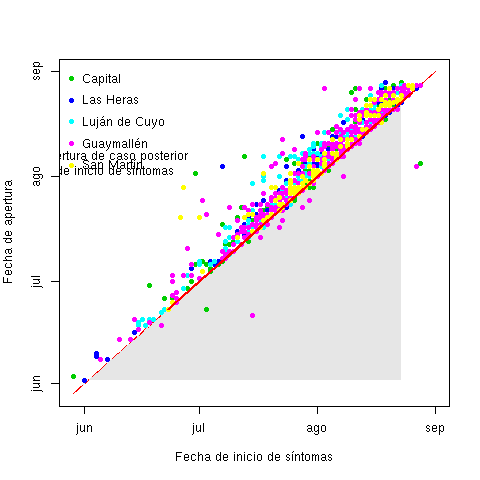 sep
Capital
Las Heras
Luján de Cuyo
Guaymallén
ertura de caso posterior
San Martín
de inicio de síntomas
ago
Fecha de apertura
jul
jun
jun
jul
ago
sep
Fecha de inicio de síntomas